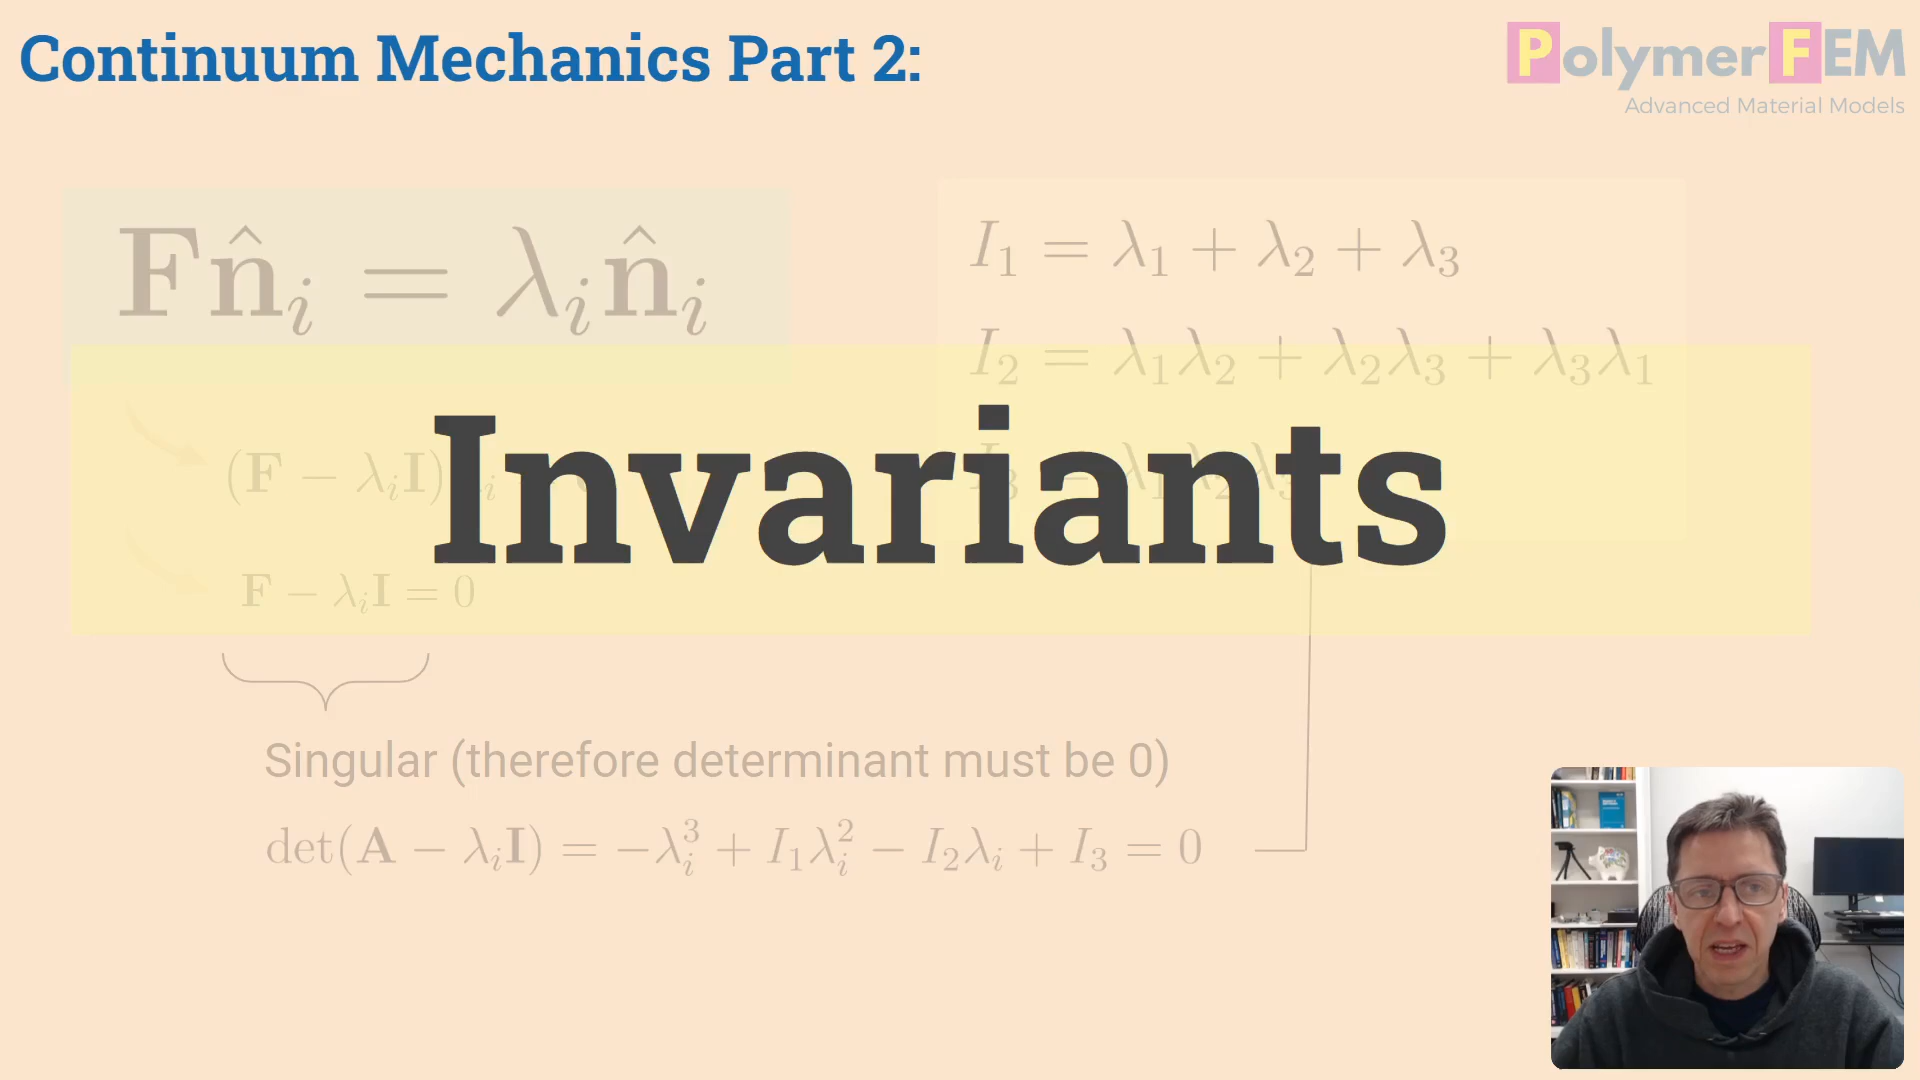 Continuum Mechanics Part 2:
PolymerFEM
Advanced Material Models
Fn̂ᵢ = λᵢn̂ᵢ
I₁ = λ₁ + λ₂ + λ₃
I₂ = λ₁λ₂ + λ₂λ₃ + λ₃λ₁
Invariants
(F − λᵢI)
F − λᵢI = 0
Singular (therefore determinant must be 0)
det(A − λᵢI) = −λᵢ³ + I₁λᵢ² − I₂λᵢ + I₃ = 0